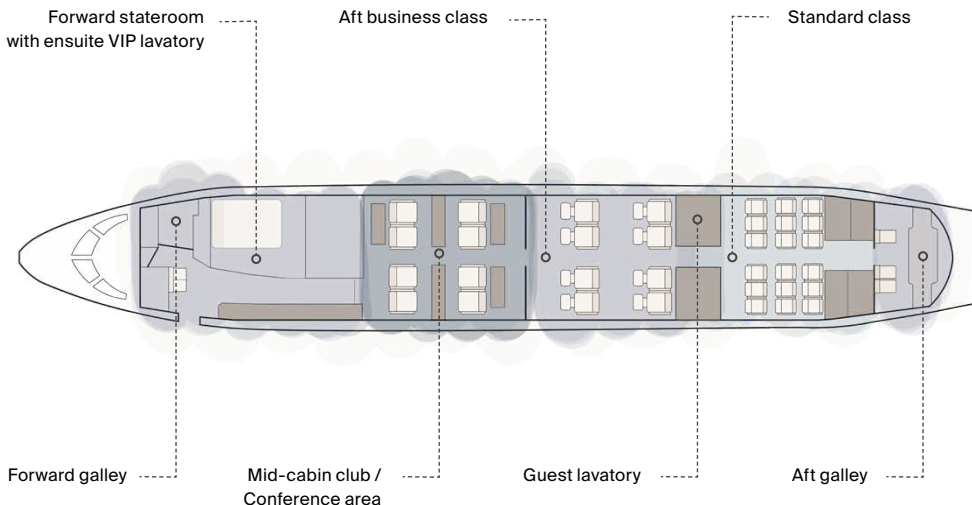 Forward stateroom
with ensuite VIP lavatory
Aft business class
Standard class
Forward galley
Mid-cabin club /
Conference area
Guest lavatory
Aft galley